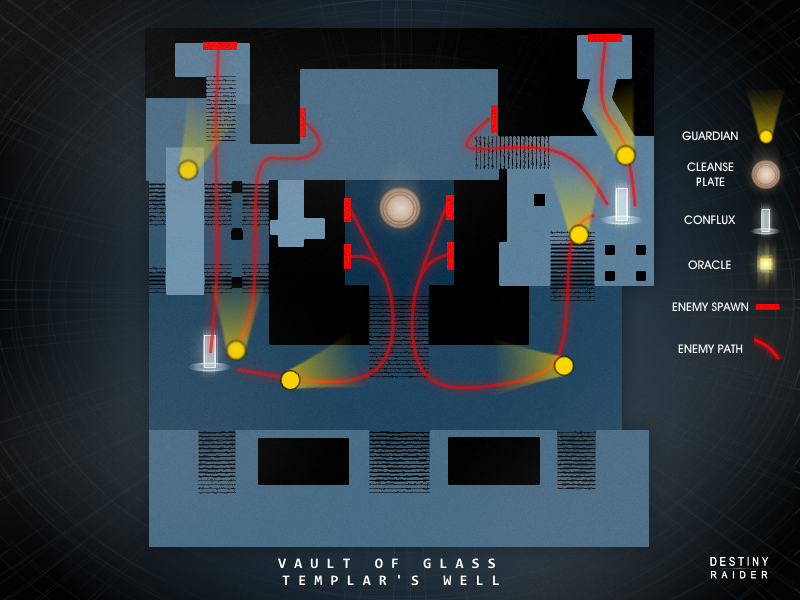 GUARDIAN
CLEANSE
PLATE
CONFLUX
ORACLE
ENEMY SPAWN
ENEMY PATH
VAULT OF GLASS
TEMPLAR'S WELL
DESTINY
RAIDER